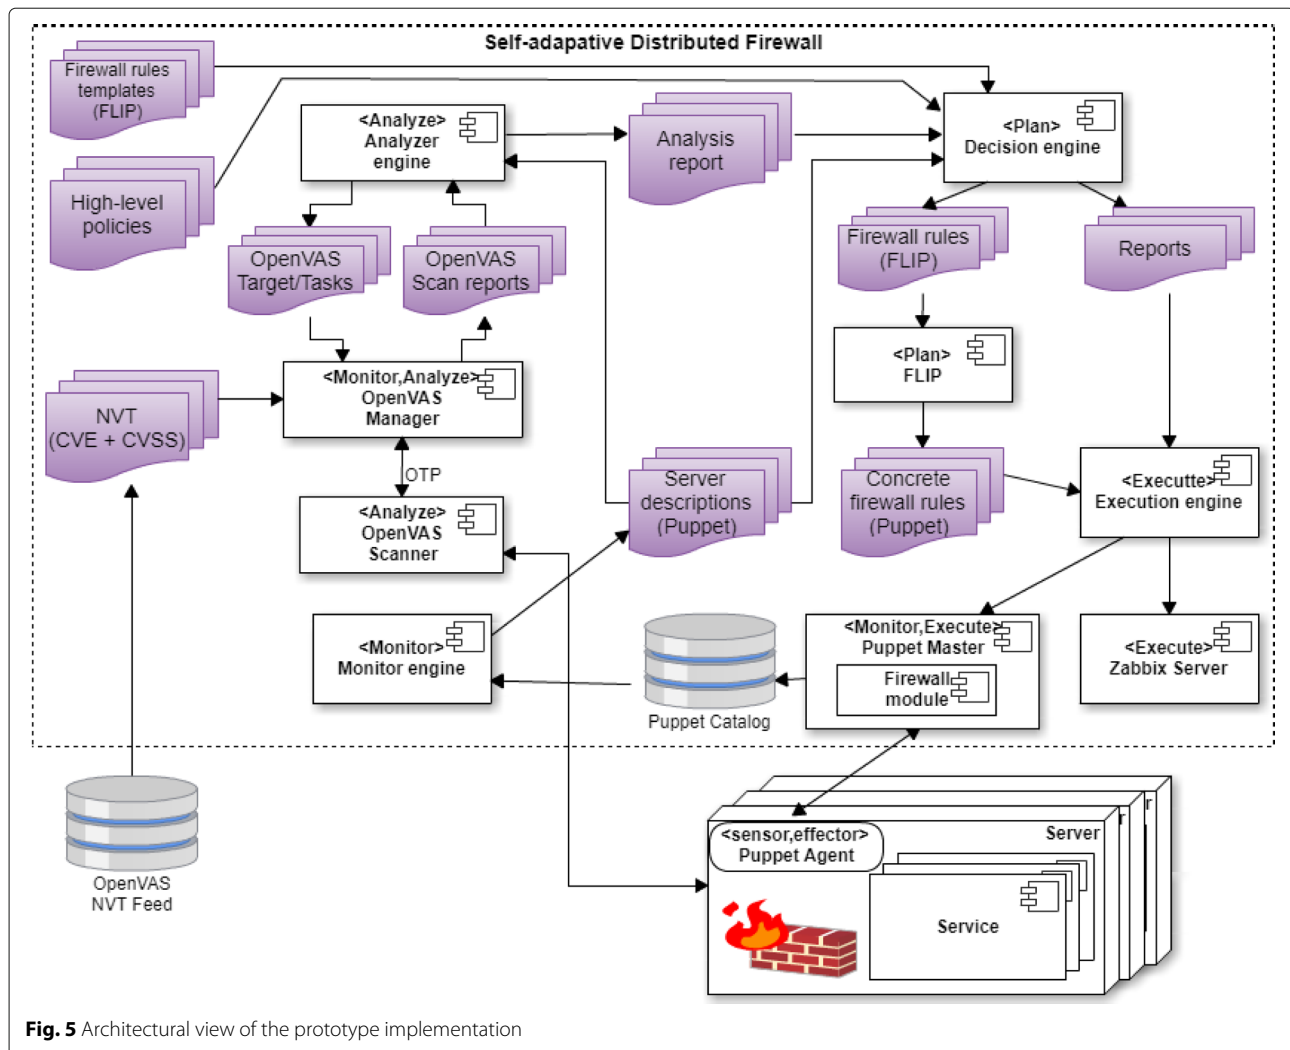 Self-adapative Distributed Firewall
Firewall rules
templates
(FLIP)
<Analyze>
Analyzer
engine
Analysis
report
<Plan>
Decision engine
High-level
policies
OpenVAS
Target/Tasks
OpenVAS
Scan reports
Firewall rules
(FLIP)
Reports
<Plan>
FLIP
<Monitor,Analyze>
OpenVAS
Manager
NVT
(CVE + CVSS)
OTP
Server
descriptions
(Puppet)
Concrete
firewall rules
(Puppet)
<Executte>
Execution engine
<Analyze>
OpenVAS
Scanner
<Monitor>
Monitor engine
Puppet Catalog
<Monitor,Execute>
Puppet Master
Firewall
module
<Execute>
Zabbix Server
OpenVAS
NVT Feed
<sensor,effector>
Puppet Agent
Server
r
r
Service
Fig. 5 Architectural view of the prototype implementation